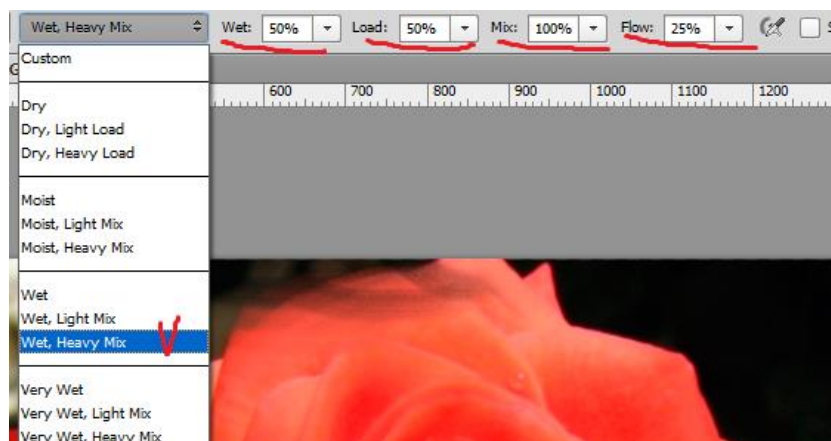 Wet, Heavy Mix Wet: 50% Load: 50% Mix: 100% Flow: 25%
Custom
600 700 800 900 1000 1100 1200
Dry
Dry, Light Load
Dry, Heavy Load
Moist
Moist, Light Mix
Moist, Heavy Mix
Wet
Wet, Light Mix
Wet, Heavy Mix V
Very Wet
Very Wet, Light Mix
Very Wet, Heavy Mix